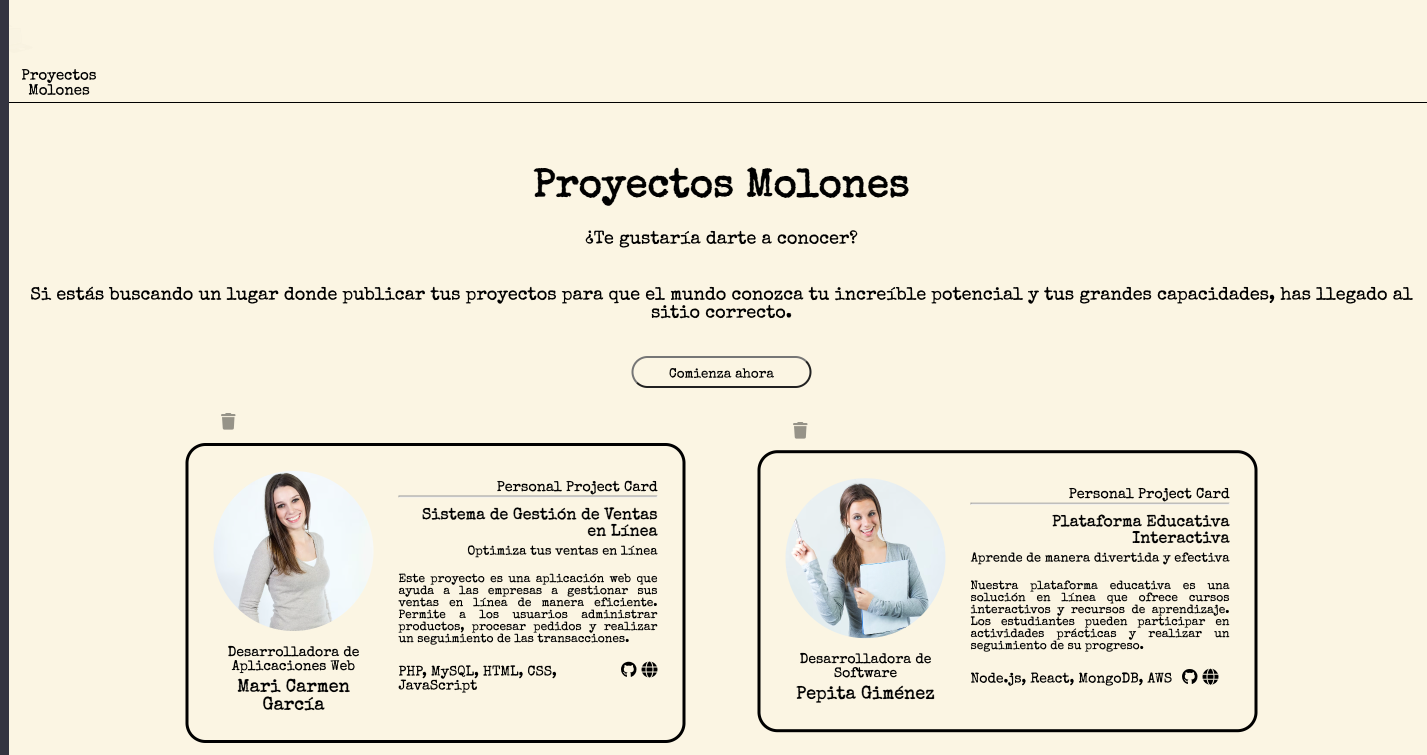 Proyectos
Molones
Proyectos Molones
¿Te gustaría darte a conocer?
Si estás buscando un lugar donde publicar tus proyectos para que el mundo conozca tu increíble potencial y tus grandes capacidades, has llegado al
sitio correcto.
Comienza ahora
Personal Project Card
Sistema de Gestión de Ventas
en Línea
Optimiza tus ventas en línea
Este proyecto es una aplicación web que
ayuda a las empresas a gestionar sus
ventas en línea de manera eficiente.
Permite a los usuarios administrar
productos, procesar pedidos y realizar
un seguimiento de las transacciones.
Desarrolladora de
Aplicaciones Web
Mari Carmen
García
PHP, MySQL, HTML, CSS,
JavaScript
Personal Project Card
Plataforma Educativa
Interactiva
Aprende de manera divertida y efectiva
Nuestra plataforma educativa es una
solución en línea que ofrece cursos
interactivos y recursos de aprendizaje.
Los estudiantes pueden participar en
actividades prácticas y realizar un
seguimiento de su progreso.
Desarrolladora de
Software
Pepita Giménez
Node.js, React, MongoDB, AWS